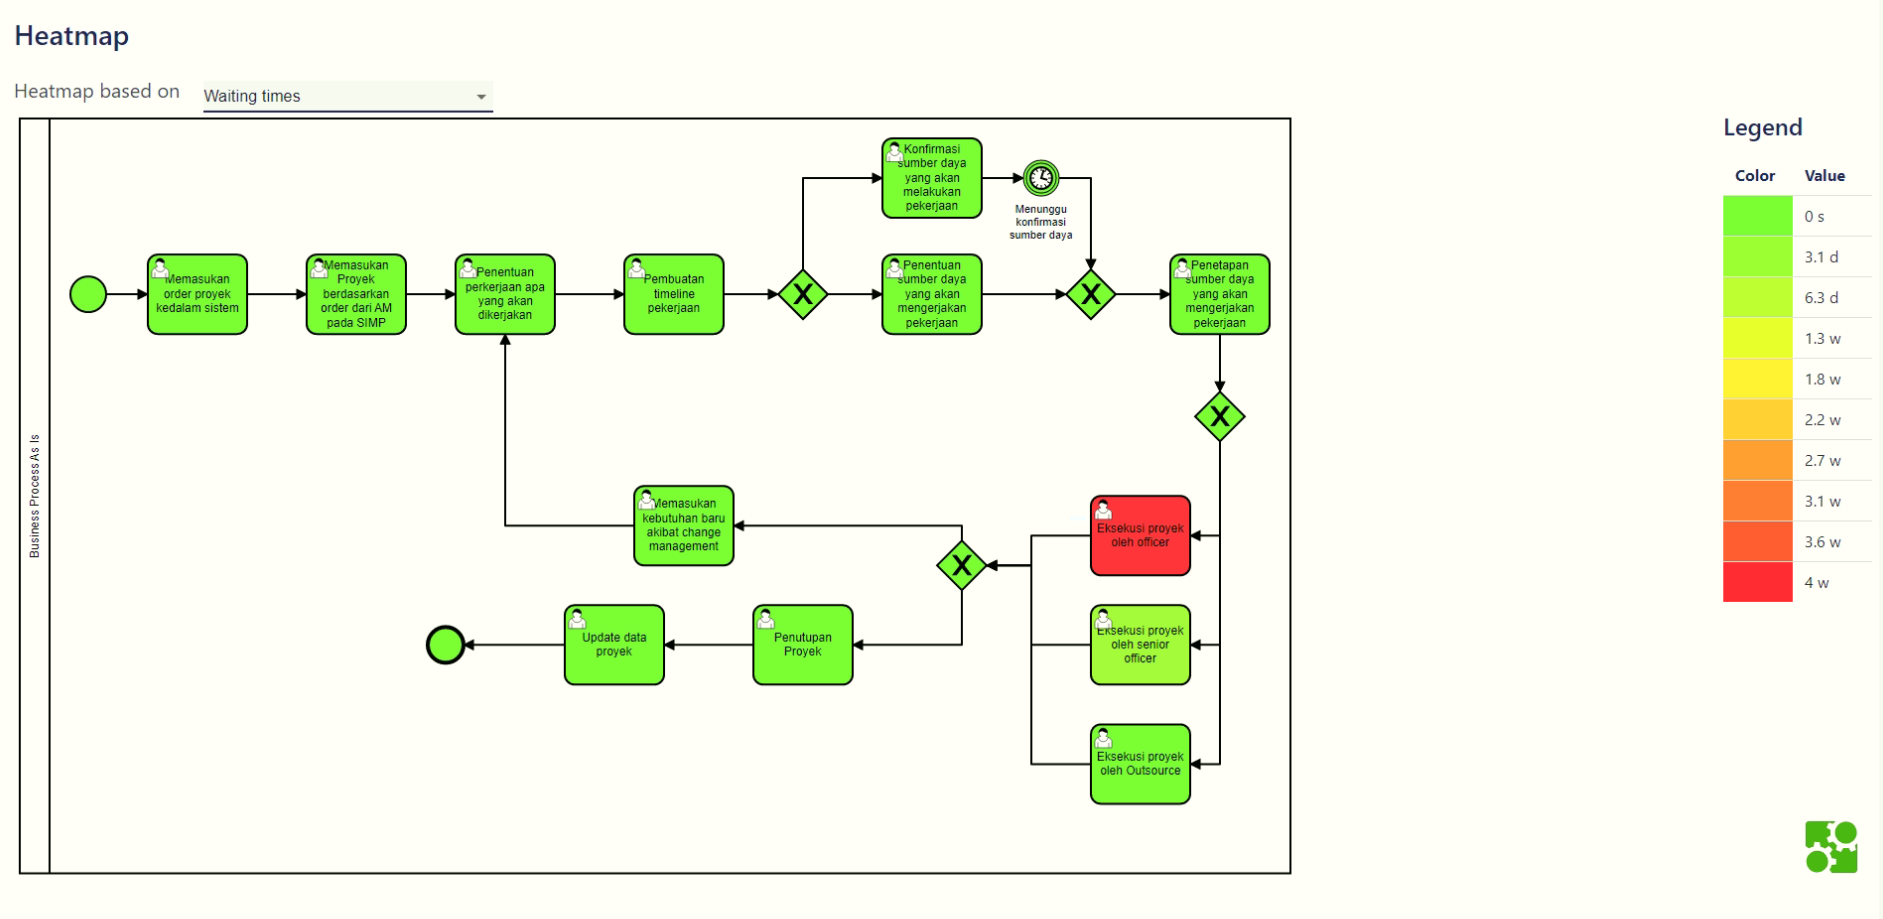 Heatmap
Heatmap based on
Waiting times
Business Process As Is
Memasukan
order proyek
kedalam sistem
Memasukan
Proyek
berdasarkan
order dari AM
pada SIMP
Penentuan
perkerjaan apa
yang akan
dikerjakan
Pembuatan
timeline
pekerjaan
X
Konfirmasi
sumber daya
yang akan
melakukan
pekerjaan
Menunggu
konfirmasi
sumber daya
Penentuan
sumber daya
yang akan
mengerjakan
pekerjaan
X
Penetapan
sumber daya
yang akan
mengerjakan
pekerjaan
X
Eksekusi proyek
oleh officer
Eksekusi proyek
oleh senior
officer
Eksekusi proyek
oleh Outsource
X
Memasukan
kebutuhan baru
akibat change
management
Penutupan
Proyek
Update data
proyek
Legend
Color Value
0 s
3.1 d
6.3 d
1.3 w
1.8 w
2.2 w
2.7 w
3.1 w
3.6 w
4 w